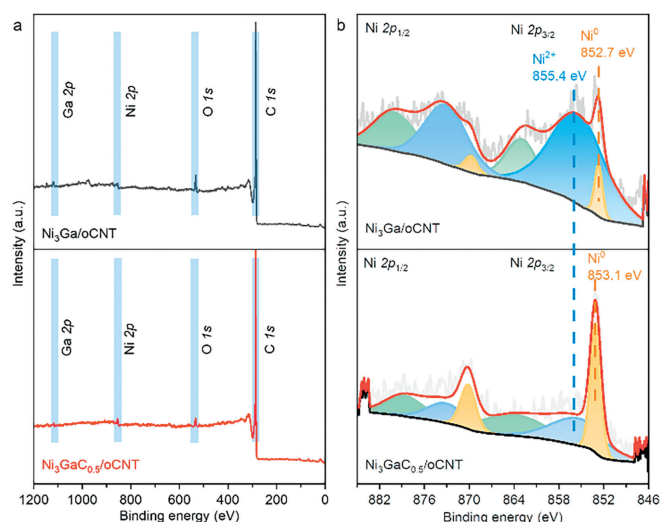 a
Ga 2p
Ni 2p
O 1s
C 1s
Ni₃Ga/oCNT
Ga 2p
Ni 2p
O 1s
C 1s
Ni₃GaC₀.₅/oCNT
Intensity (a.u.)
Intensity (a.u.)
1200 1000 800 600 400 200 0
Binding energy (eV)
b
Ni 2p₁/₂
Ni 2p₃/₂
Ni⁰
Ni²⁺
852.7 eV
855.4 eV
Ni₃Ga/oCNT
Ni 2p₁/₂
Ni 2p₃/₂
Ni⁰
853.1 eV
Ni₃GaC₀.₅/oCNT
Intensity (a.u.)
Intensity (a.u.)
882 876 870 864 858 852 846
Binding energy (eV)